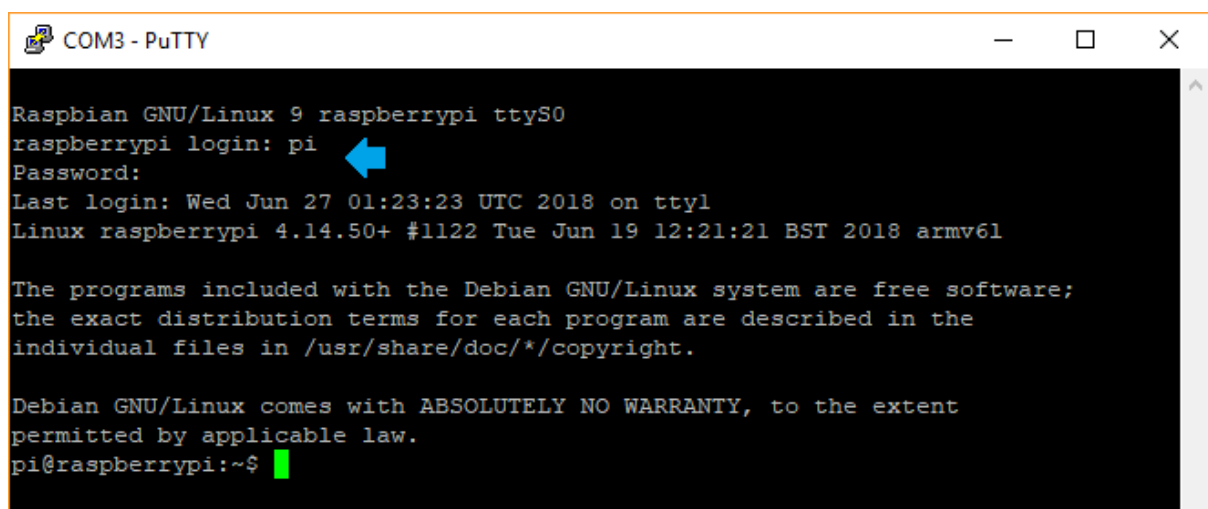 COM3 - PuTTY
Raspbian GNU/Linux 9 raspberrypi ttyS0
raspberrypi login: pi
Password:
Last login: Wed Jun 27 01:23:23 UTC 2018 on tty1
Linux raspberrypi 4.14.50+ #1122 Tue Jun 19 12:21:21 BST 2018 armv6l
The programs included with the Debian GNU/Linux system are free software;
the exact distribution terms for each program are described in the
individual files in /usr/share/doc/*/copyright.
Debian GNU/Linux comes with ABSOLUTELY NO WARRANTY, to the extent
permitted by applicable law.
pi@raspberrypi:~$